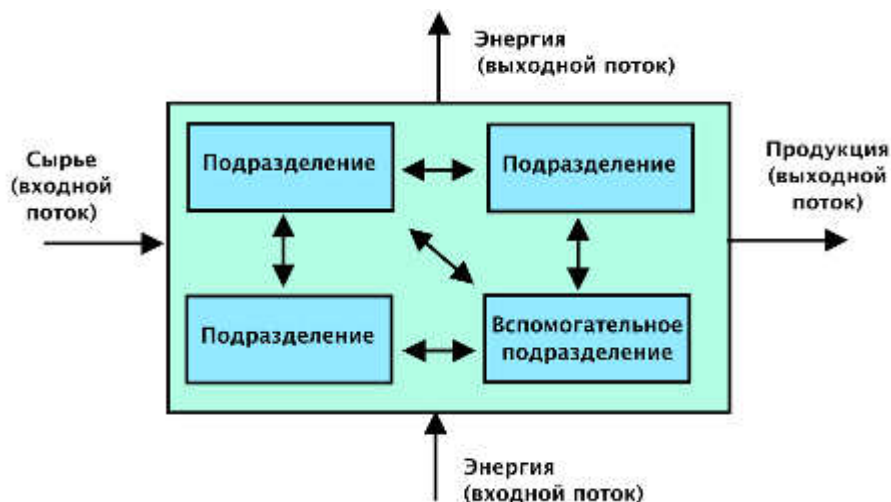 Энергия
(выходной поток)
Сырье
(входной
поток)
Подразделение
Подразделение
Продукция
(выходной
поток)
Подразделение
Вспомогательное
подразделение
Энергия
(входной поток)